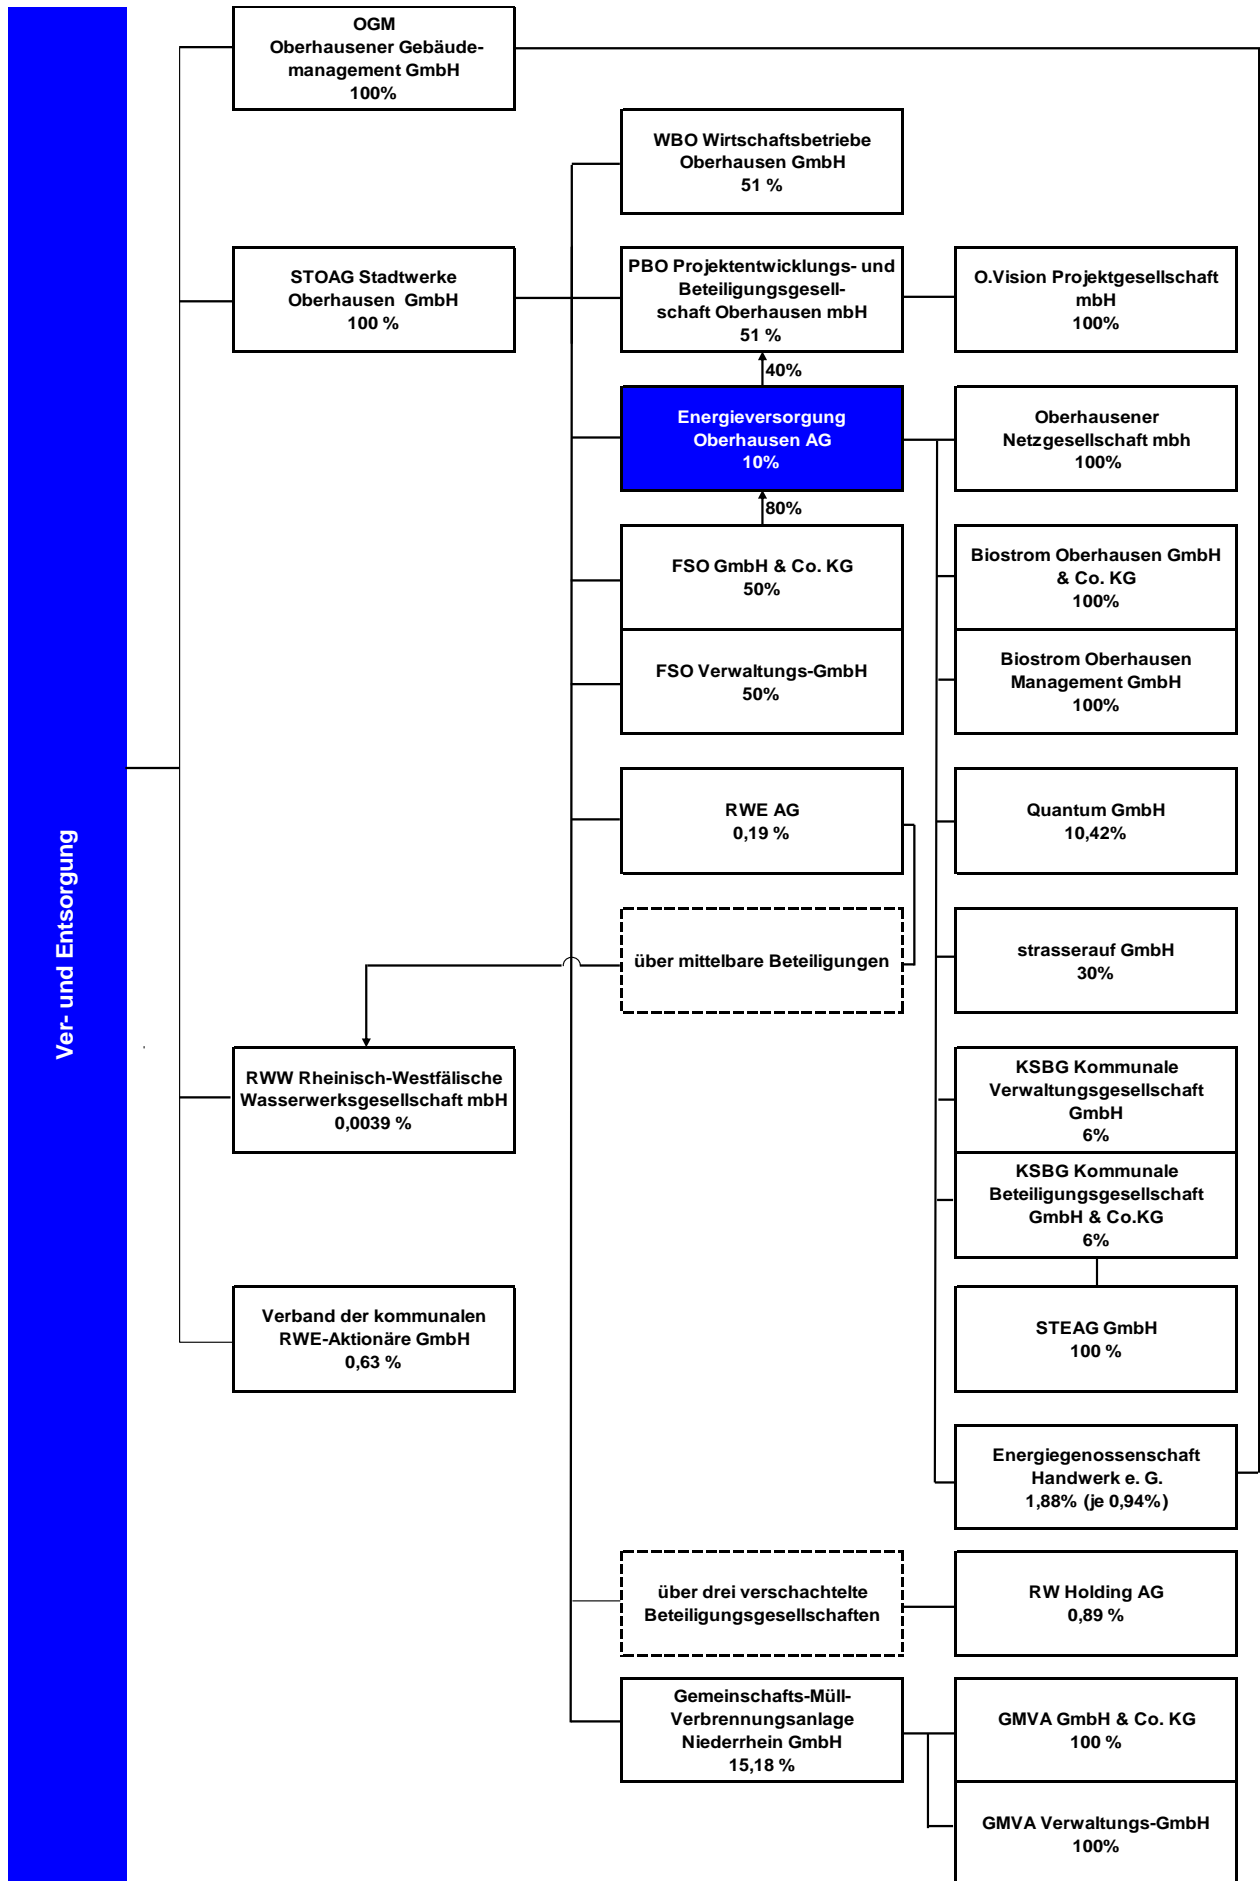 Ver- und Entsorgung
OGM
Oberhausener Gebäude-
management GmbH
100%
WBO Wirtschaftsbetriebe
Oberhausen GmbH
51 %
STOAG Stadtwerke
Oberhausen GmbH
100 %
PBO Projektentwicklungs- und
Beteiligungsgesell-
schaft Oberhausen mbH
51 %
O.Vision Projektgesellschaft
mbH
100%
40%
Energieversorgung
Oberhausen AG
10%
Oberhausener
Netzgesellschaft mbh
100%
80%
FSO GmbH & Co. KG
50%
Biostrom Oberhausen GmbH
& Co. KG
100%
FSO Verwaltungs-GmbH
50%
Biostrom Oberhausen
Management GmbH
100%
RWE AG
0,19 %
Quantum GmbH
10,42%
über mittelbare Beteiligungen
strasserauf GmbH
30%
RWW Rheinisch-Westfälische
Wasserwerksgesellschaft mbH
0,0039 %
KSBG Kommunale
Verwaltungsgesellschaft
GmbH
6%
KSBG Kommunale
Beteiligungsgesellschaft
GmbH & Co.KG
6%
Verband der kommunalen
RWE-Aktionäre GmbH
0,63 %
STEAG GmbH
100 %
Energiegenossenschaft
Handwerk e. G.
1,88% (je 0,94%)
über drei verschachtelte
Beteiligungsgesellschaften
RW Holding AG
0,89 %
Gemeinschafts-Müll-
Verbrennungsanlage
Niederrhein GmbH
15,18 %
GMVA GmbH & Co. KG
100 %
GMVA Verwaltungs-GmbH
100%